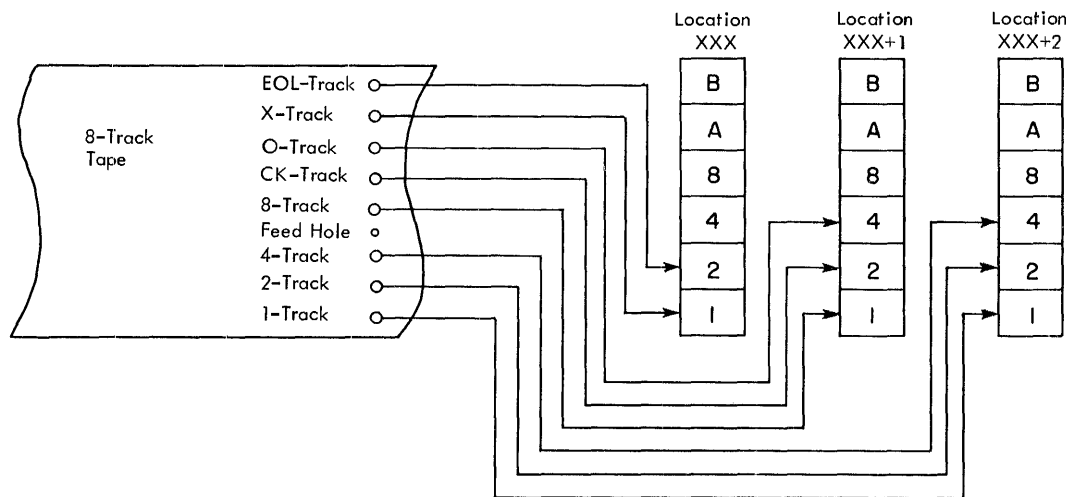 Location
XXX
Location
XXX+1
Location
XXX+2
8-Track
Tape
EOL-Track
X-Track
O-Track
CK-Track
8-Track
Feed Hole
4-Track
2-Track
1-Track
B
A
8
4
2
1
B
A
8
4
2
1
B
A
8
4
2
1